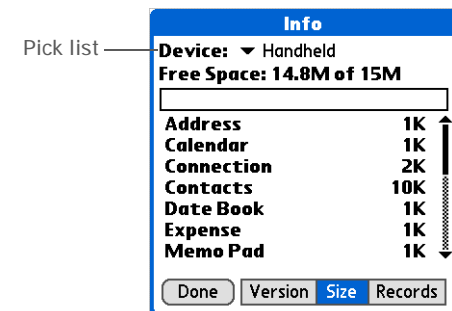 Info
Pick list
Device: Handheld
Free Space: 14.8M of 15M
Address 1K
Calendar 1K
Connection 2K
Contacts 10K
Date Book 1K
Expense 1K
Memo Pad 1K
Done Version Size Records